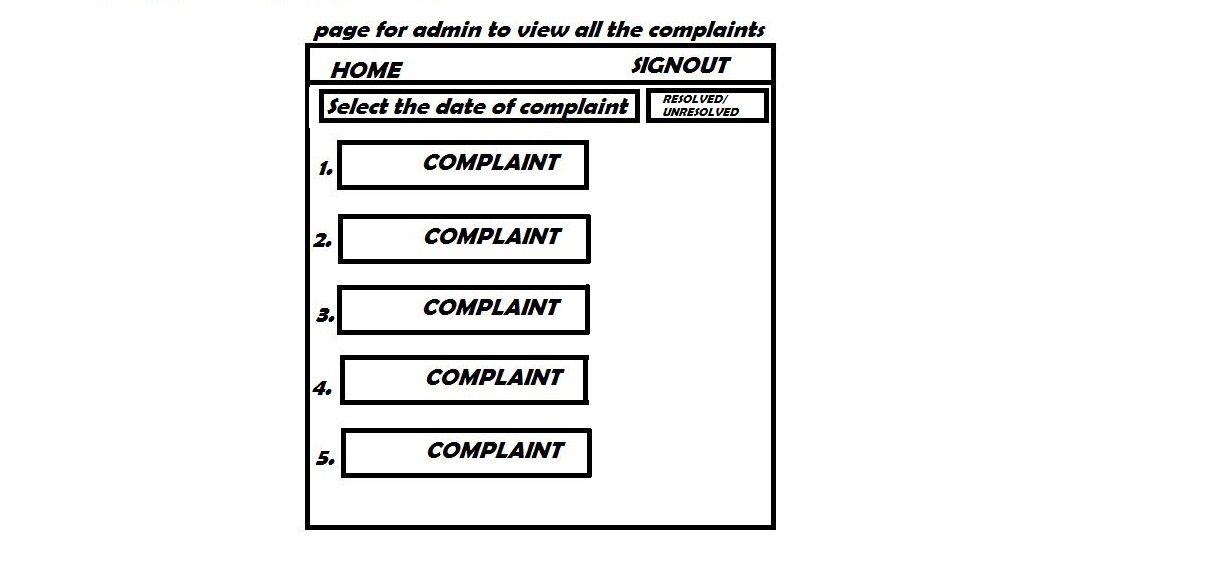 page for admin to view all the complaints
HOME
SIGNOUT
Select the date of complaint
RESOLVED/
UNRESOLVED
1. COMPLAINT
2. COMPLAINT
3. COMPLAINT
4. COMPLAINT
5. COMPLAINT